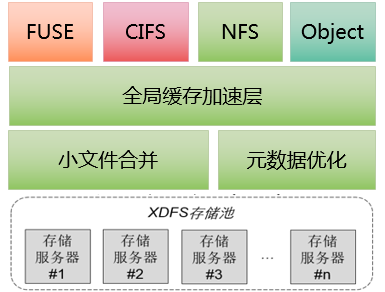 FUSE CIFS NFS Object
全局缓存加速层
小文件合并 元数据优化
XDFS存储池
存储 存储 存储 存储
服务器 服务器 服务器 ... 服务器
#1 #2 #3 #n